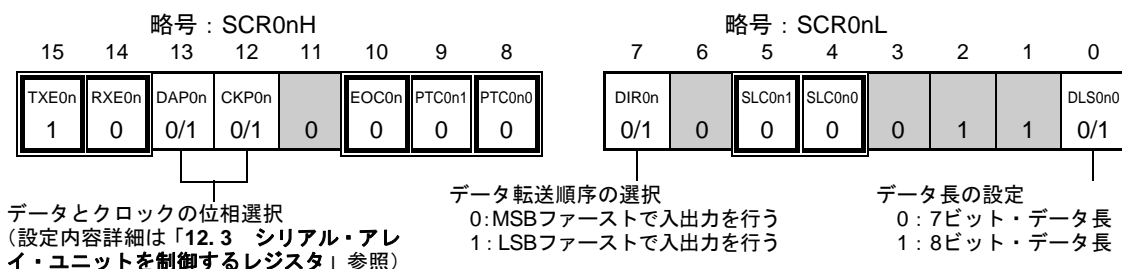 略号：SCR0nH
略号：SCR0nL
15 14 13 12 11 10 9 8
7 6 5 4 3 2 1 0
TXE0n RXE0n DAP0n CKP0n EOC0n PTC0n1 PTC0n0
DIR0n SLC0n1 SLC0n0 DLS0n0
1 0 0/1 0/1 0 0 0 0
0/1 0 0 0 0 1 1 0/1
データとクロックの位相選択
（設定内容詳細は「12. 3 シリアル・アレ
イ・ユニットを制御するレジスタ」参照）
データ転送順序の選択
0:MSBファーストで入出力を行う
1：LSBファーストで入出力を行う
データ長の設定
0：7ビット・データ長
1：8ビット・データ長